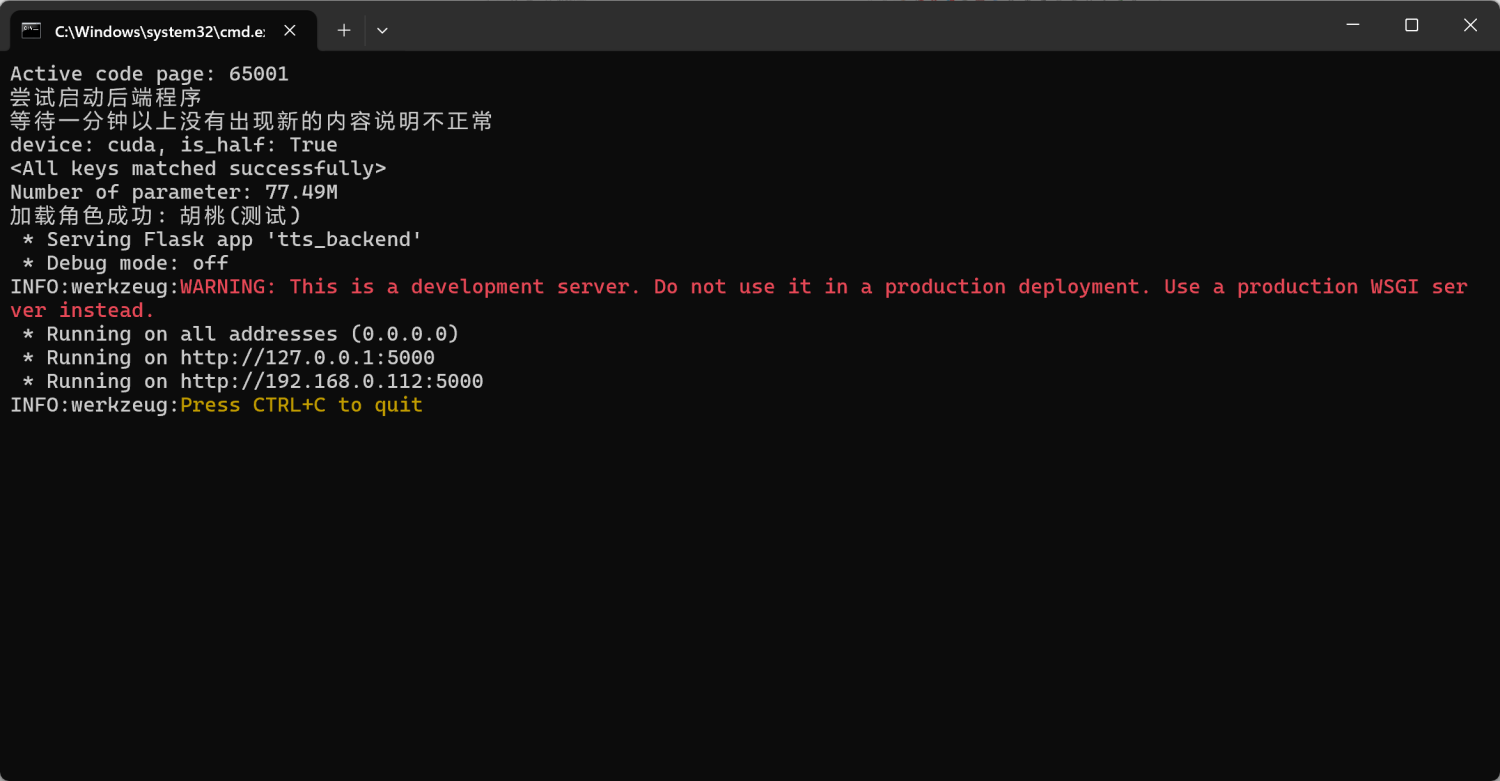 C:\Windows\system32\cmd.e
Active code page: 65001
尝试启动后端程序
等待一分钟以上没有出现新的内容说明不正常
device: cuda, is_half: True
<All keys matched successfully>
Number of parameter: 77.49M
加载角色成功: 胡桃(测试)
 * Serving Flask app 'tts_backend'
 * Debug mode: off
INFO:werkzeug:WARNING: This is a development server. Do not use it in a production deployment. Use a production WSGI ser
ver instead.
 * Running on all addresses (0.0.0.0)
 * Running on http://127.0.0.1:5000
 * Running on http://192.168.0.112:5000
INFO:werkzeug:Press CTRL+C to quit